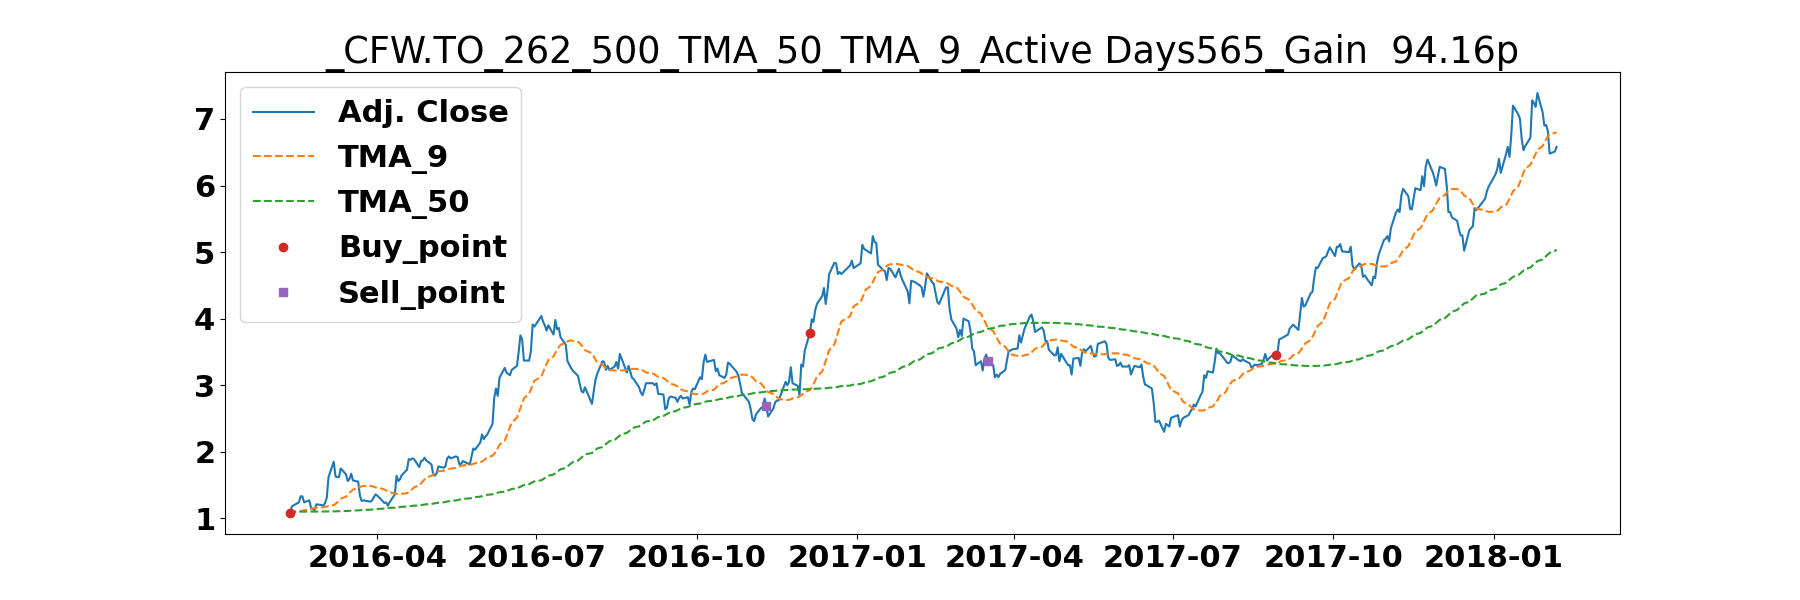 _CFW.TO_262_500_TMA_50_TMA_9_Active Days565_Gain  94.16p
Adj. Close
TMA_9
TMA_50
Buy_point
Sell_point
7
6
5
4
3
2
1
2016-04 2016-07 2016-10 2017-01 2017-04 2017-07 2017-10 2018-01